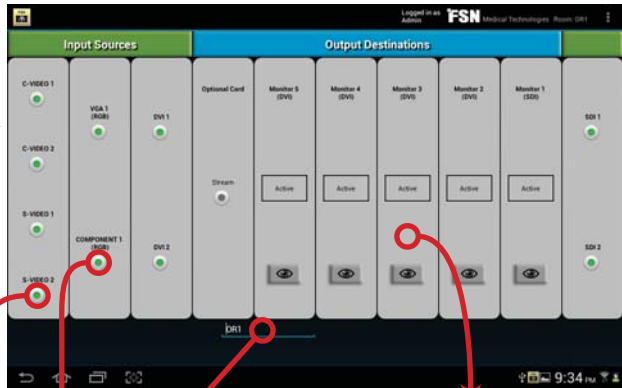 FSN
Logged in as
Admin
FSN Medical Technologies Room: OR1
Input Sources
Output Destinations
C-VIDEO 1
C-VIDEO 2
S-VIDEO 1
S-VIDEO 2
VGA 1
(RGB)
COMPONENT 1
(RGB)
DVI 1
DVI 2
Optional Card
Stream
Monitor 5
(DVI)
Active
Monitor 4
(DVI)
Active
Monitor 3
(DVI)
Active
Monitor 2
(DVI)
Active
Monitor 1
(SDI)
Active
SDI 1
SDI 2
OR1
9:34 PM